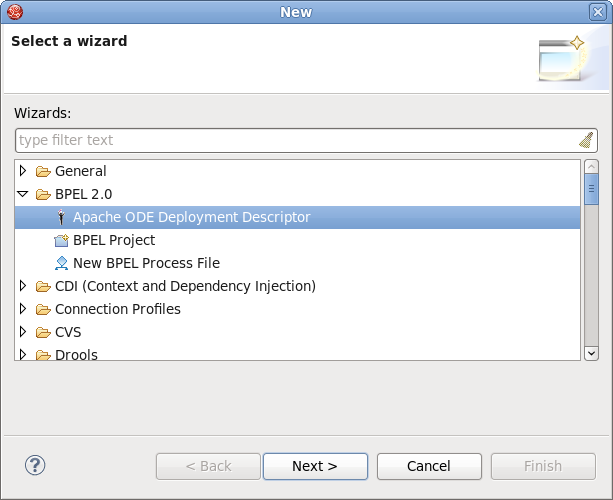 New
Select a wizard
Wizards:
type filter text
General
BPEL 2.0
Apache ODE Deployment Descriptor
BPEL Project
New BPEL Process File
CDI (Context and Dependency Injection)
Connection Profiles
CVS
Drools
? < Back Next > Cancel Finish